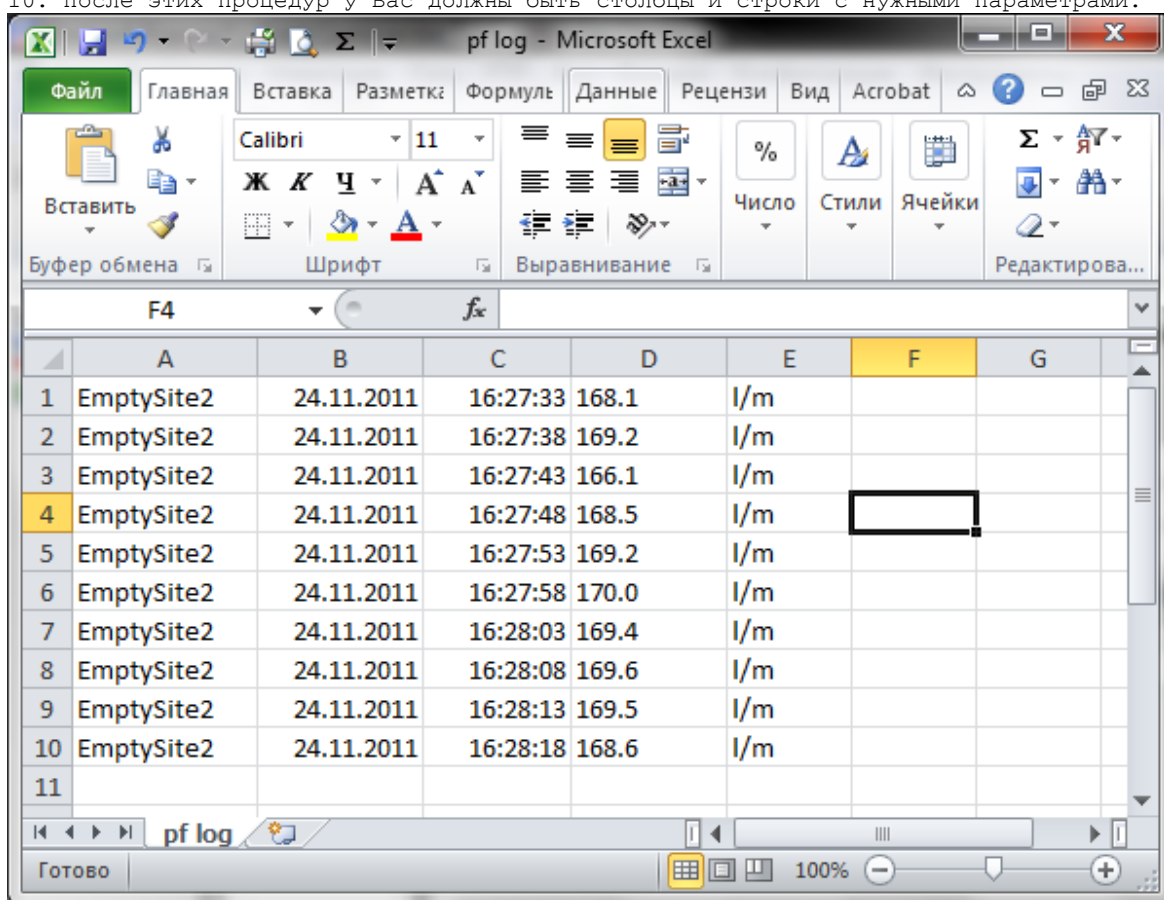 10. После этих процедур у Вас должны быть столбцы и строки с нужными параметрами.
pf log - Microsoft Excel
Файл Главная Вставка Разметка Формуль Данные Рецензи Вид Acrobat
Calibri 11
Ж К Ч А А
Вставить
% Число Стили Ячейки
Σ
Буфер обмена Шрифт Выравнивание Редактирова...
F4 fx
A B C D E F G
1 EmptySite2 24.11.2011 16:27:33 168.1 l/m
2 EmptySite2 24.11.2011 16:27:38 169.2 l/m
3 EmptySite2 24.11.2011 16:27:43 166.1 l/m
4 EmptySite2 24.11.2011 16:27:48 168.5 l/m
5 EmptySite2 24.11.2011 16:27:53 169.2 l/m
6 EmptySite2 24.11.2011 16:27:58 170.0 l/m
7 EmptySite2 24.11.2011 16:28:03 169.4 l/m
8 EmptySite2 24.11.2011 16:28:08 169.6 l/m
9 EmptySite2 24.11.2011 16:28:13 169.5 l/m
10 EmptySite2 24.11.2011 16:28:18 168.6 l/m
11
pf log
Готово 100%